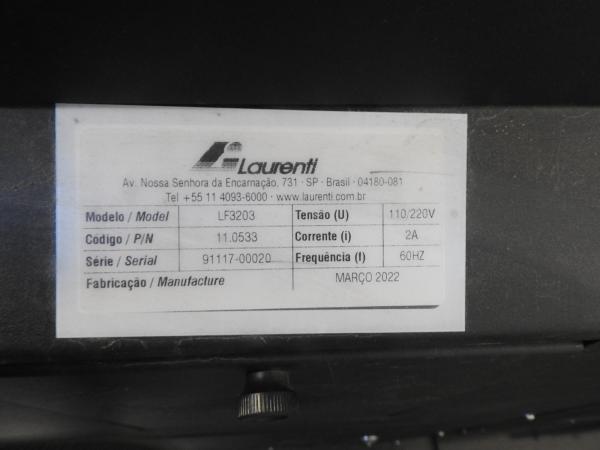 Laurenti
Av. Nossa Senhora da Encarnação, 731 · SP · Brasil · 04180-081
Tel +55 11 4093-6000 · www.laurenti.com.br
Modelo / Model LF3203 Tensão (U) 110/220V
Código / P/N 11.0533 Corrente (i) 2A
Série / Serial 91117-00020 Frequência (f) 60HZ
Fabricação / Manufacture MARÇO 2022